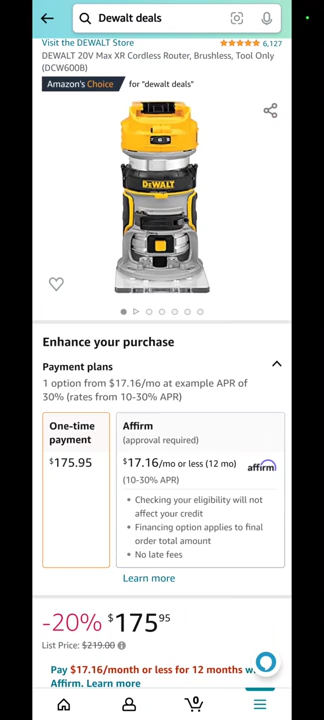 Dewalt deals
Visit the DEWALT Store
6,127
DEWALT 20V Max XR Cordless Router, Brushless, Tool Only
(DCW600B)
Amazon's Choice for "dewalt deals"
DEWALT
Enhance your purchase
Payment plans
1 option from $17.16/mo at example APR of
30% (rates from 10-30% APR)
One-time
payment
$175.95
Affirm
(approval required)
$17.16/mo or less (12 mo)
(10-30% APR)
affirm
• Checking your eligibility will not
affect your credit
• Financing option applies to final
order total amount
• No late fees
Learn more
-20% $175 95
List Price: $219.00
Pay $17.16/month or less for 12 months
Affirm. Learn more
0